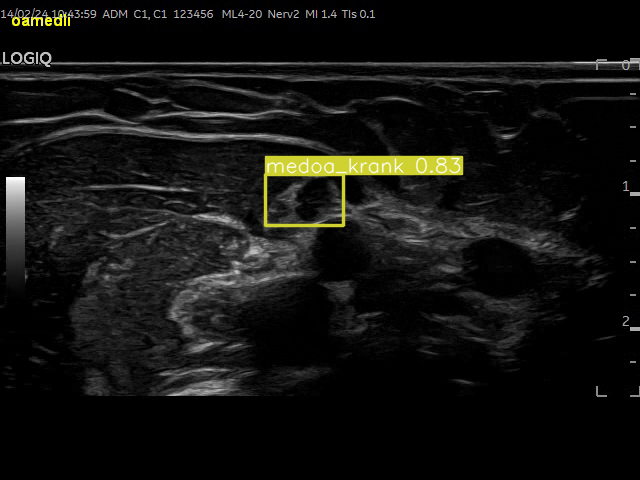 14/02/24 10:43:59 ADM C1, C1 123456 ML4-20 Nerv2 MI 1.4 TIs 0.1
oamedii
LOGIQ
0
medoa_krank 0.83
1
2